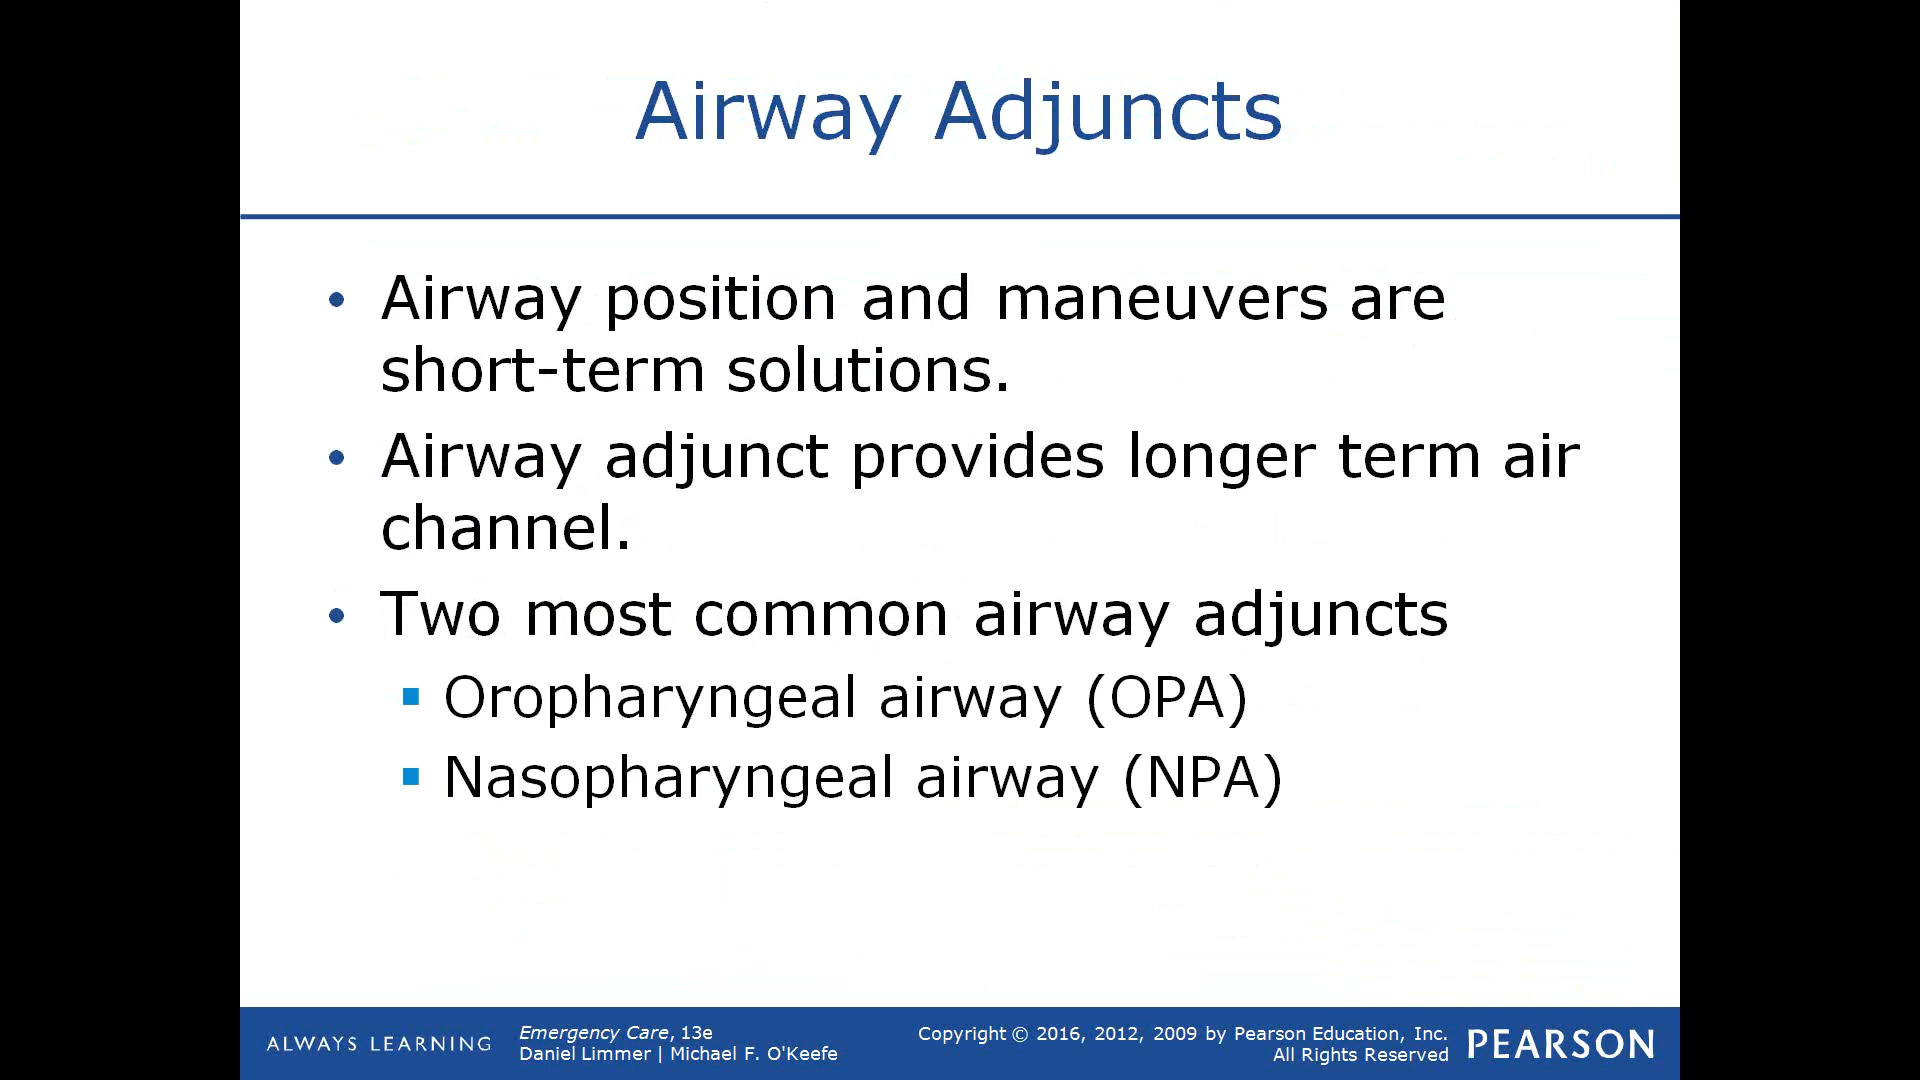 Airway Adjuncts
• Airway position and maneuvers are
short-term solutions.
• Airway adjunct provides longer term air
channel.
• Two most common airway adjuncts
▪ Oropharyngeal airway (OPA)
▪ Nasopharyngeal airway (NPA)
ALWAYS LEARNING
Emergency Care, 13e
Daniel Limmer | Michael F. O'Keefe
Copyright © 2016, 2012, 2009 by Pearson Education, Inc.
All Rights Reserved
PEARSON